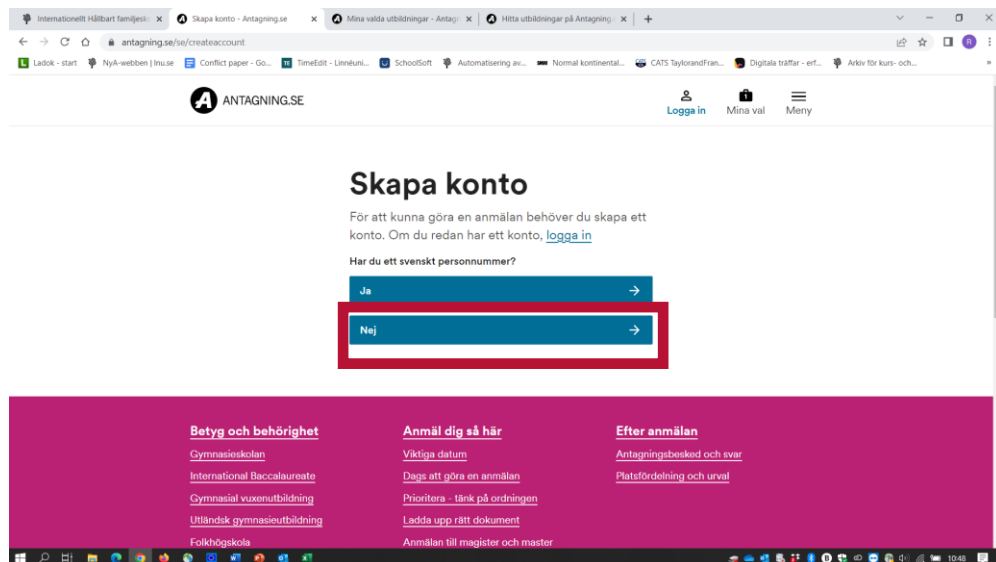 Internationellt Hållbart familjesko
Skapa konto - Antagning.se
Mina valda utbildningar - Antagn
Hitta utbildningar på Antagning.
antagning.se/se/createaccount
R
Ladok - start
NyA-webben | lnu.se
Conflict paper - Go...
TimeEdit - Linnéuni...
SchoolSoft
Automatisering av...
Normal kontinental...
CATS TaylorandFran...
Digitala träffar - erf...
Arkiv för kurs- och...
ANTAGNING.SE
1
Logga in
Mina val
Meny
Skapa konto
För att kunna göra en anmälan behöver du skapa ett
konto. Om du redan har ett konto, logga in
Har du ett svenskt personnummer?
Ja
Nej
Betyg och behörighet
Gymnasieskolan
International Baccalaureate
Gymnasial vuxenutbildning
Utländsk gymnasieutbildning
Folkhögskola
Anmäl dig så här
Viktiga datum
Dags att göra en anmälan
Prioritera - tänk på ordningen
Ladda upp rätt dokument
Anmälan till magister och master
Efter anmälan
Antagningsbesked och svar
Platsfördelning och urval
10:48